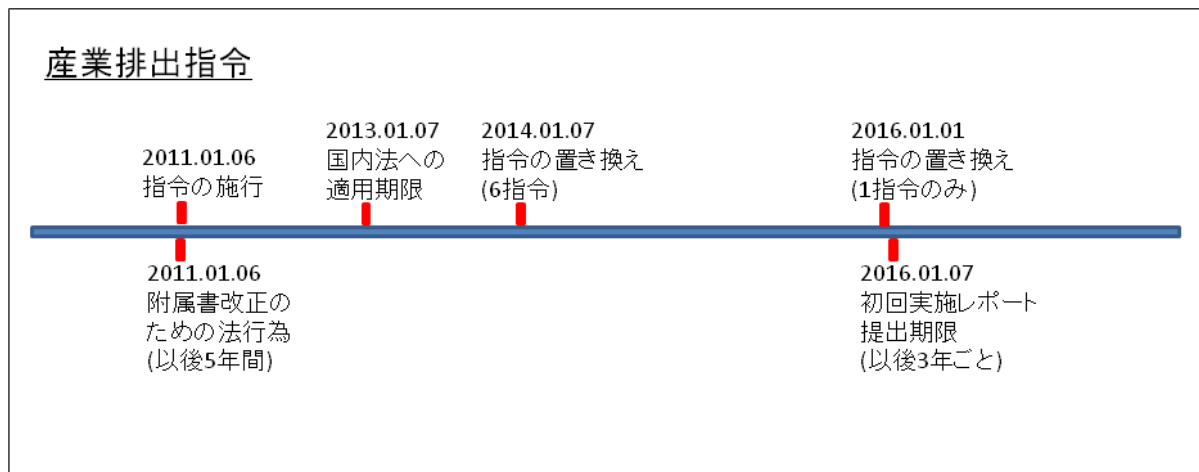 産業排出指令
2011.01.06
指令の施行
2013.01.07
国内法への
適用期限
2014.01.07
指令の置き換え
(6指令)
2016.01.01
指令の置き換え
(1指令のみ)
2011.01.06
附属書改正の
ための法行為
(以後5年間)
2016.01.07
初回実施レポート
提出期限
(以後3年ごと)